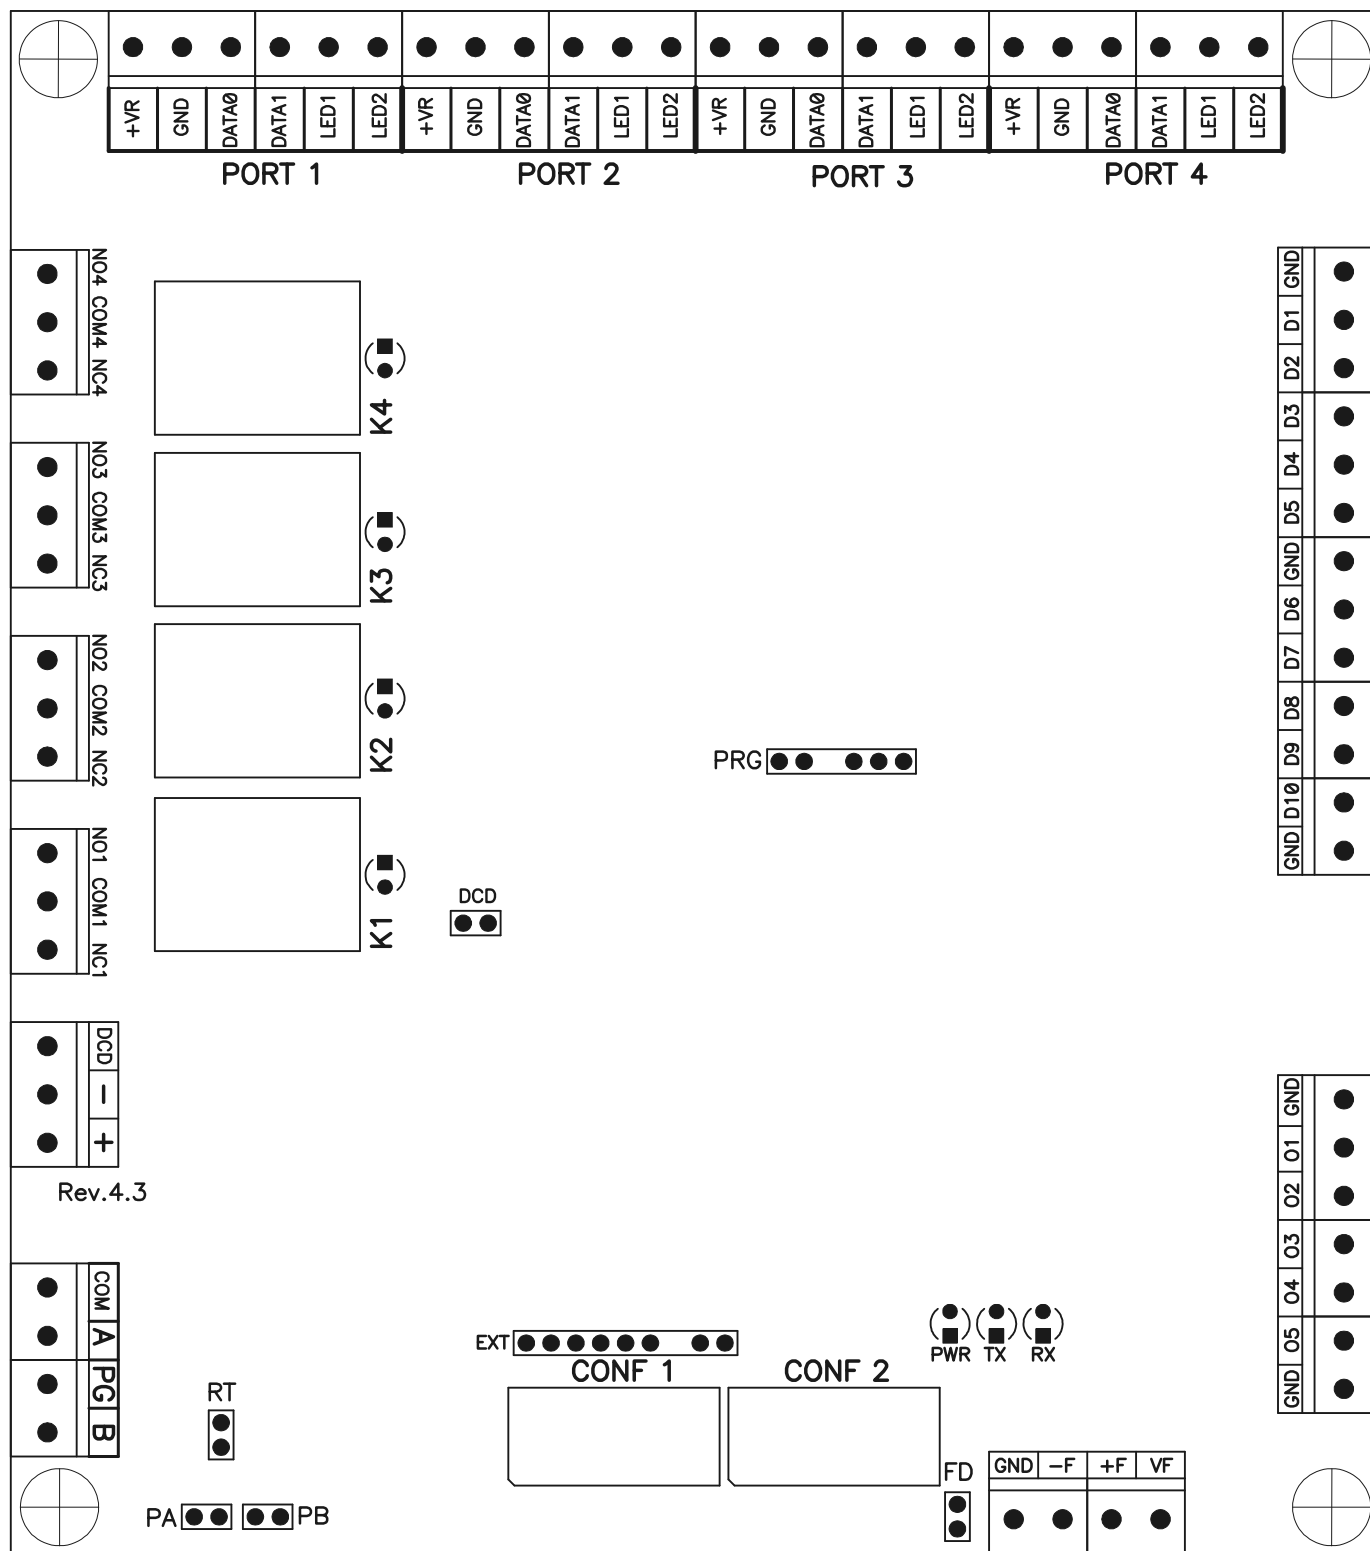 +VR GND DATA0 DATA1 LED1 LED2 +VR GND DATA0 DATA1 LED1 LED2 +VR GND DATA0 DATA1 LED1 LED2 +VR GND DATA0 DATA1 LED1 LED2
PORT 1 PORT 2 PORT 3 PORT 4
NO4 COM4 NC4
K4
NO3 COM3 NC3
K3
NO2 COM2 NC2
K2
NO1 COM1 NC1
K1
DCD
PRG
GND
D1
D2
D3
D4
D5
GND
D6
D7
D8
D9
D10
GND
DCD
-
+
Rev.4.3
COM
A
PG
B
RT
PA PB
EXT
CONF 1 CONF 2
PWR TX RX
GND
O1
O2
O3
O4
O5
GND
FD
GND -F +F VF